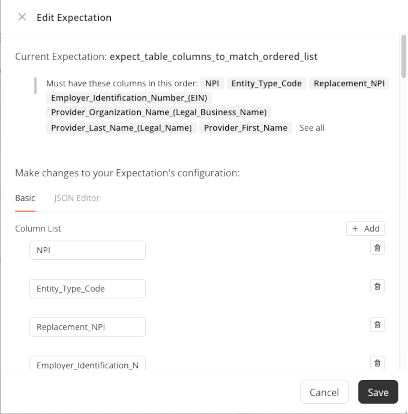 Edit Expectation
Current Expectation: expect_table_columns_to_match_ordered_list
Must have these columns in this order: NPI Entity_Type_Code Replacement_NPI
Employer_Identification_Number_(EIN)
Provider_Organization_Name_(Legal_Business_Name)
Provider_Last_Name_(Legal_Name) Provider_First_Name See all
Make changes to your Expectation's configuration:
Basic JSON Editor
Column List + Add
NPI
Entity_Type_Code
Replacement_NPI
Employer_Identification_N
Cancel Save